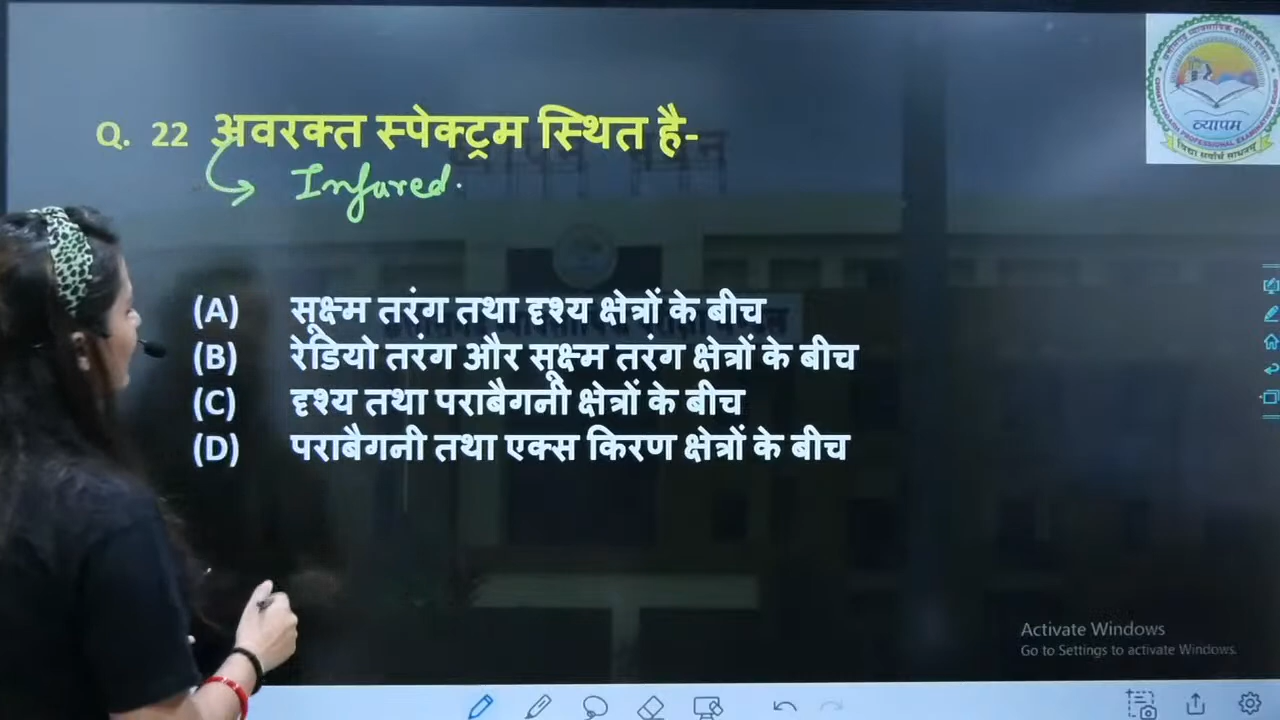 Q. 22 अवरक्त स्पेक्ट्रम स्थित है-
Infured.
(A) सूक्ष्म तरंग तथा दृश्य क्षेत्रों के बीच
(B) रेडियो तरंग और सूक्ष्म तरंग क्षेत्रों के बीच
(C) दृश्य तथा पराबैगनी क्षेत्रों के बीच
(D) पराबैगनी तथा एक्स किरण क्षेत्रों के बीच
व्यापम
Activate Windows
Go to Settings to activate Windows.